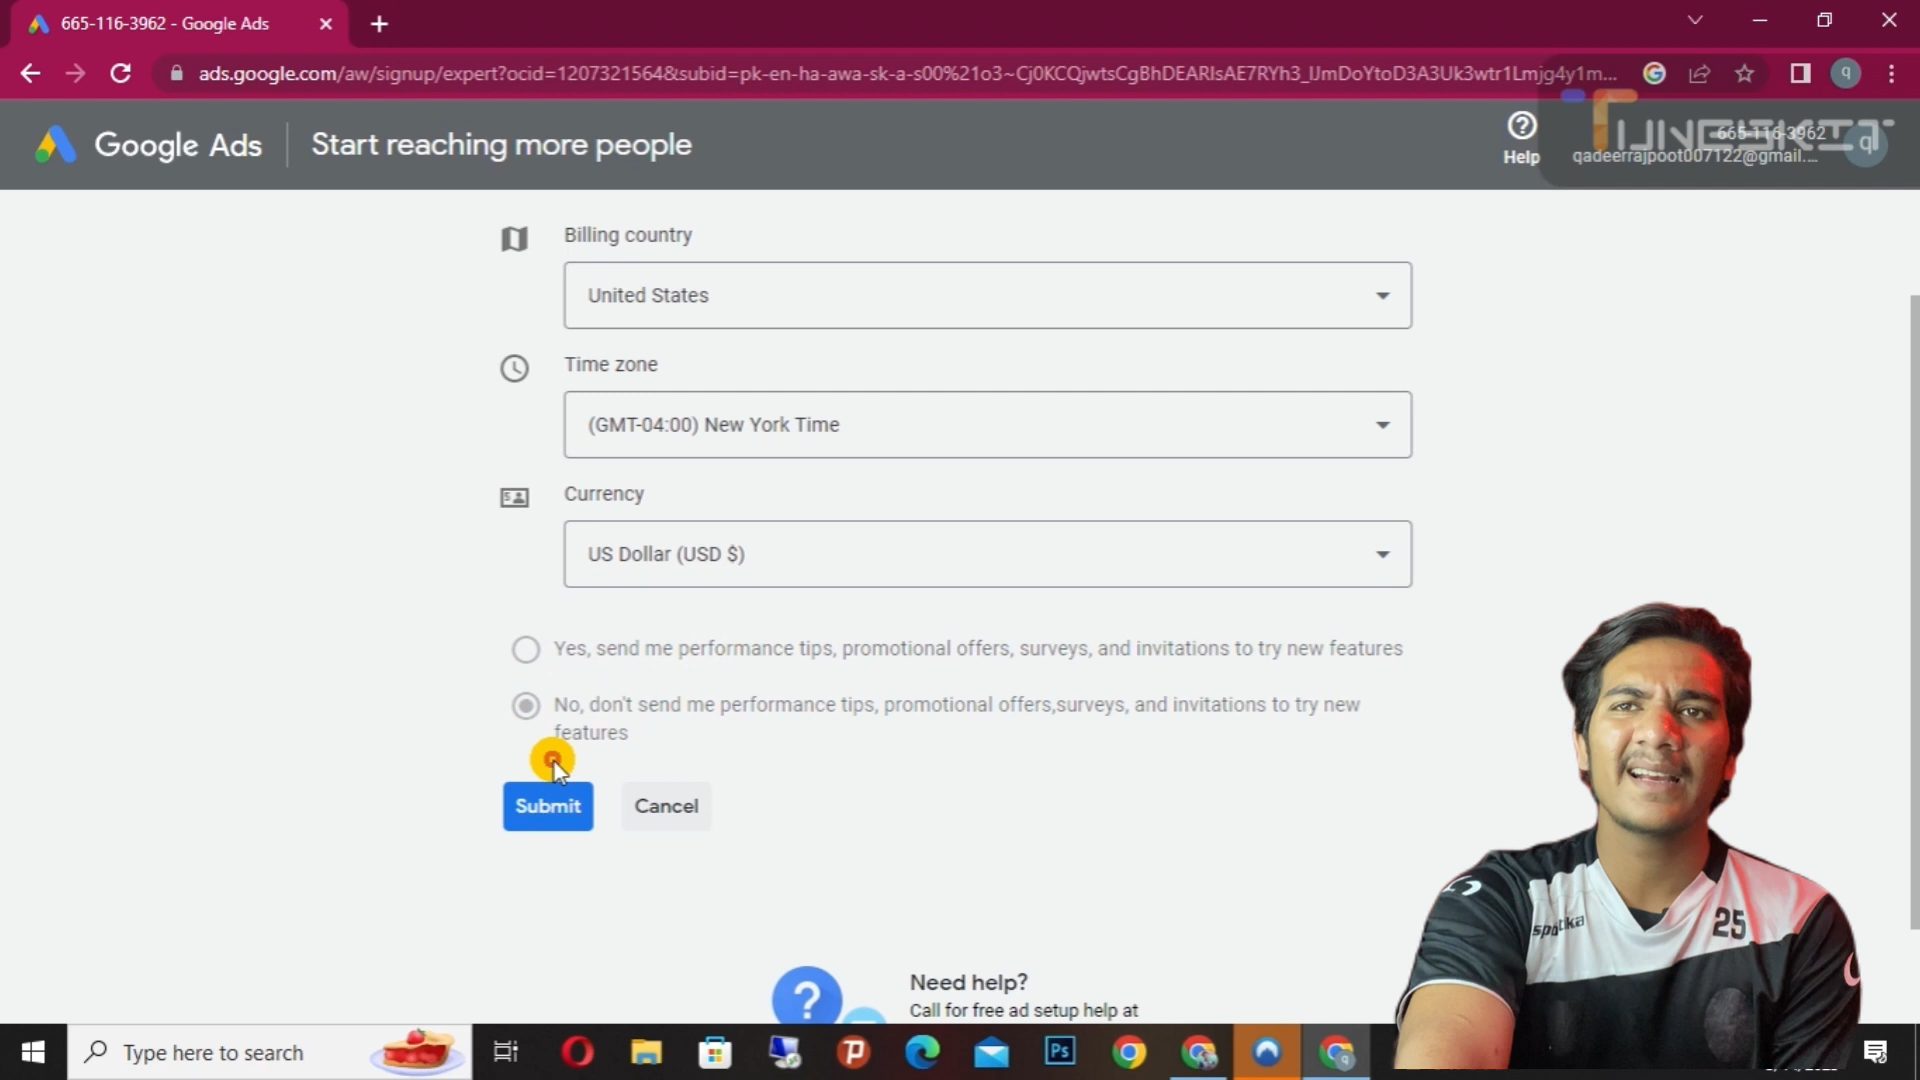 665-116-3962 - Google Ads
ads.google.com/aw/signup/expert?ocid=1207321564&subid=pk-en-ha-awa-sk-a-s00%21o3~Cj0KCQjwtsCgBhDEARIsAE7RYh3_lJmDoYtoD3A3Uk3wtr1Lmjg4y1m...
q
Google Ads
Start reaching more people
Help
665-116-3962
qadeerrajpoot007122@gmail....
q
TUNESKIT
Billing country
United States
Time zone
(GMT-04:00) New York Time
Currency
US Dollar (USD $)
Yes, send me performance tips, promotional offers, surveys, and invitations to try new features
No, don't send me performance tips, promotional offers,surveys, and invitations to try new
features
Submit
Cancel
25
Need help?
Call for free ad setup help at
Type here to search
Ps
q